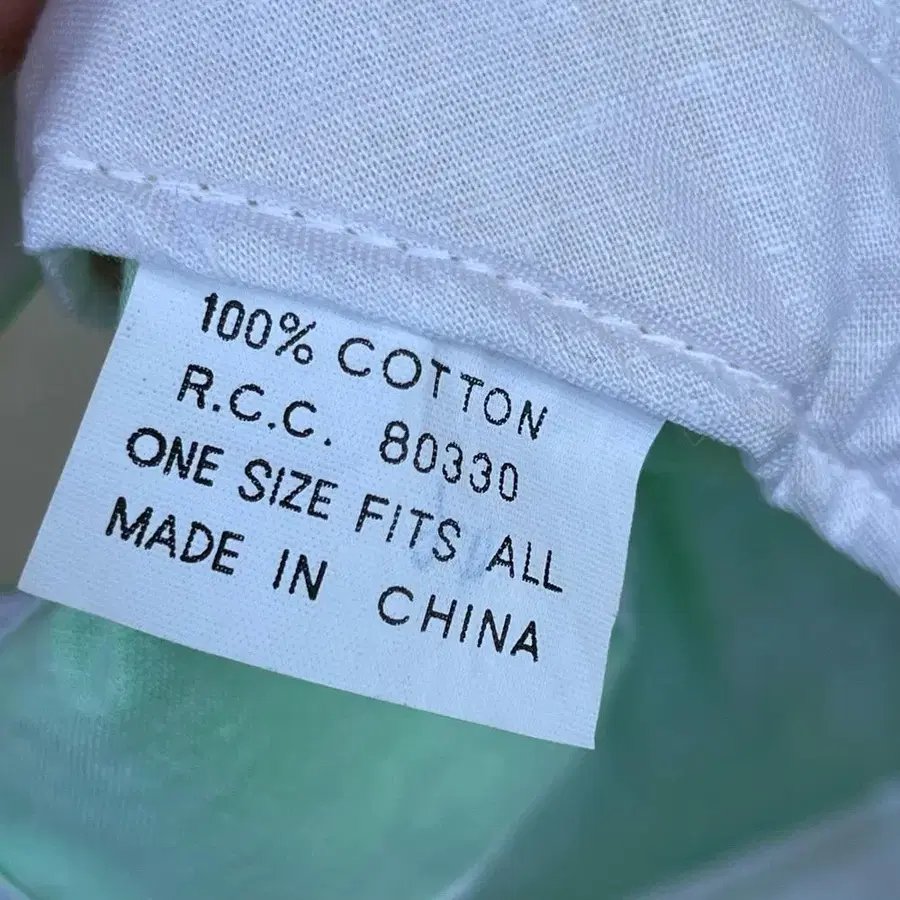 100% COTTON
R.C.C. 80330
ONE SIZE FITS ALL
MADE IN CHINA